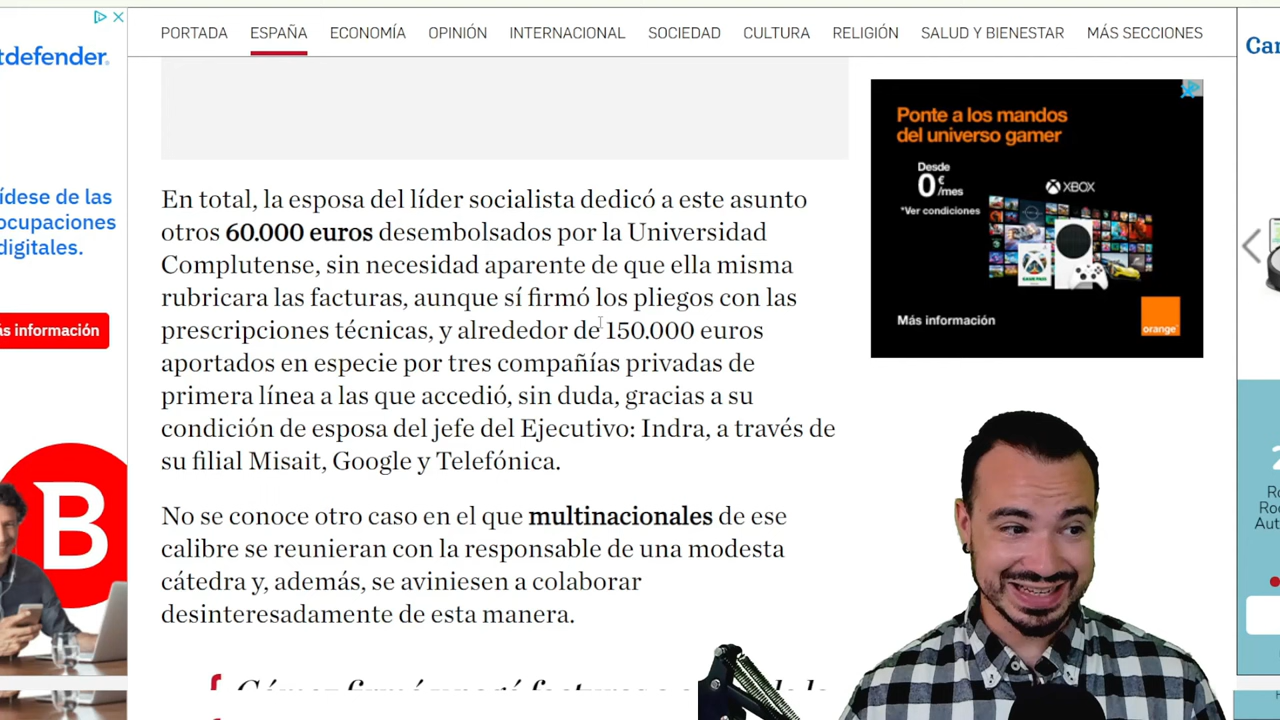 PORTADA ESPAÑA ECONOMÍA OPINIÓN INTERNACIONAL SOCIEDAD CULTURA RELIGIÓN SALUD Y BIENESTAR MÁS SECCIONES
tdefender.
ídese de las
ocupaciones
digitales.
ás información
B
En total, la esposa del líder socialista dedicó a este asunto
otros 60.000 euros desembolsados por la Universidad
Complutense, sin necesidad aparente de que ella misma
rubricara las facturas, aunque sí firmó los pliegos con las
prescripciones técnicas, y alrededor de 150.000 euros
aportados en especie por tres compañías privadas de
primera línea a las que accedió, sin duda, gracias a su
condición de esposa del jefe del Ejecutivo: Indra, a través de
su filial Misait, Google y Telefónica.
No se conoce otro caso en el que multinacionales de ese
calibre se reunieran con la responsable de una modesta
cátedra y, además, se aviniesen a colaborar
desinteresadamente de esta manera.
Ponte a los mandos
del universo gamer
Desde
0 €/mes
*Ver condiciones
XBOX
Más información
orange
Car
2
Ro
Roo
Aut